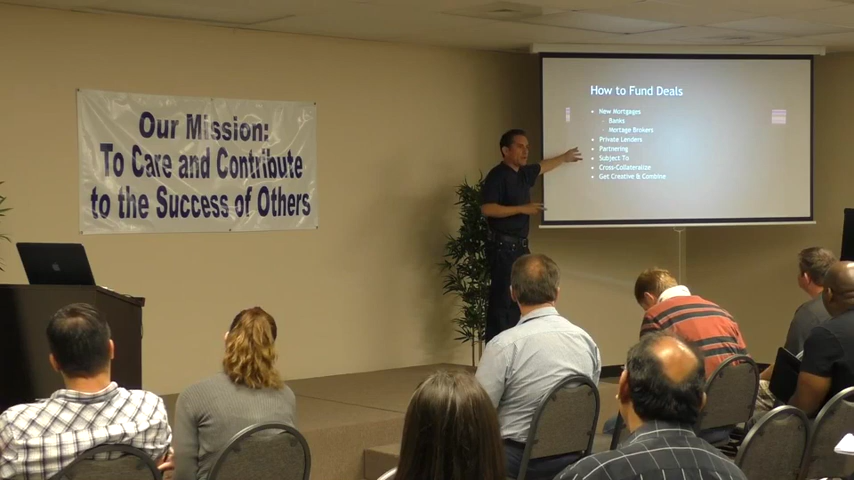 Our Mission:
To Care and Contribute
to the Success of Others
How to Fund Deals
New Mortgages
Banks
Mortage Brokers
Private Lenders
Partnering
Subject To
Cross-Collateralize
Get Creative & Combine